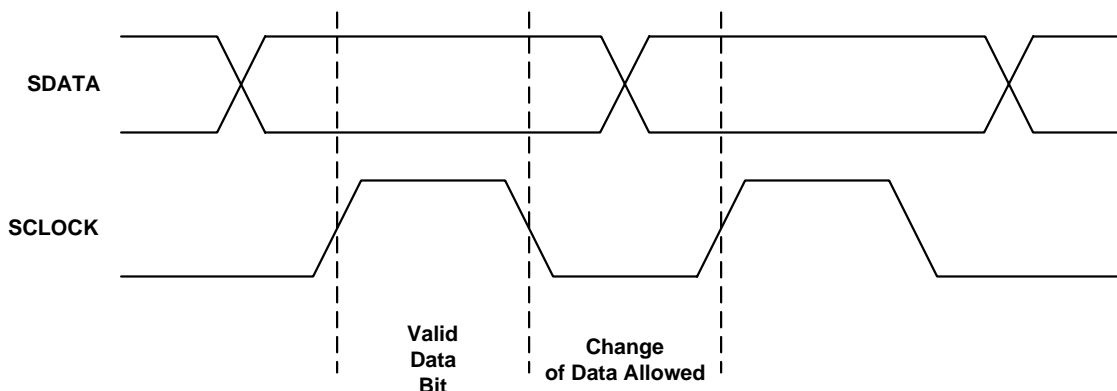 SDATA
SCLOCK
Valid
Data
Bit
Change
of Data Allowed